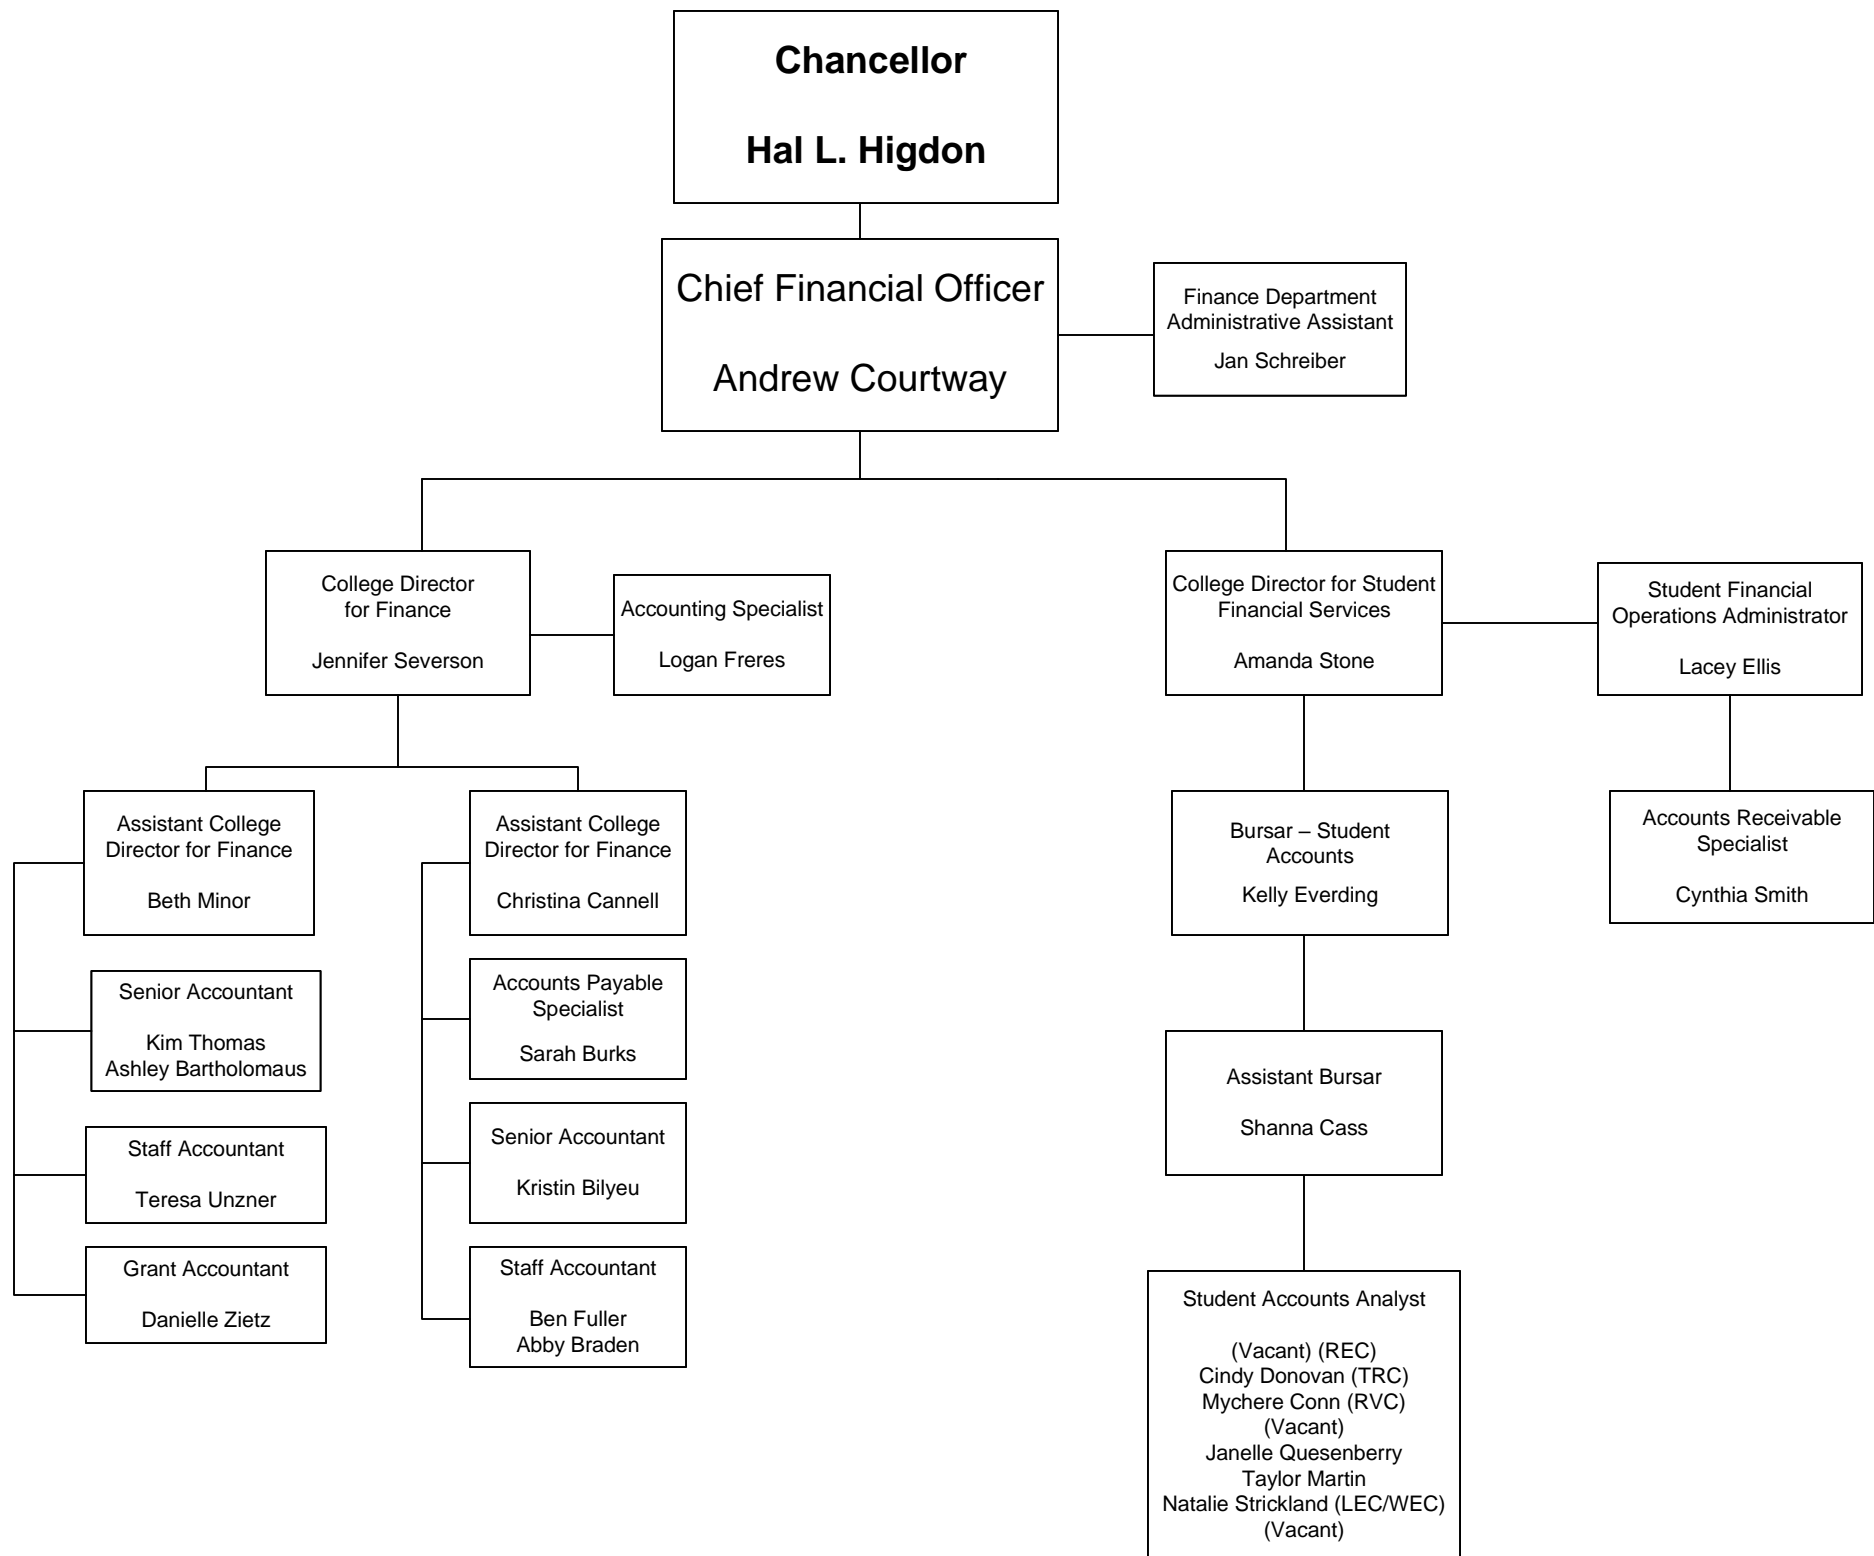 Chancellor
Hal L. Higdon
Chief Financial Officer
Andrew Courtway
Finance Department
Administrative Assistant
Jan Schreiber
College Director
for Finance
Jennifer Severson
Accounting Specialist
Logan Freres
College Director for Student
Financial Services
Amanda Stone
Student Financial
Operations Administrator
Lacey Ellis
Assistant College
Director for Finance
Beth Minor
Assistant College
Director for Finance
Christina Cannell
Bursar – Student
Accounts
Kelly Everding
Accounts Receivable
Specialist
Cynthia Smith
Senior Accountant
Kim Thomas
Ashley Bartholomaus
Accounts Payable
Specialist
Sarah Burks
Assistant Bursar
Shanna Cass
Staff Accountant
Teresa Unzner
Senior Accountant
Kristin Bilyeu
Grant Accountant
Danielle Zietz
Staff Accountant
Ben Fuller
Abby Braden
Student Accounts Analyst
(Vacant) (REC)
Cindy Donovan (TRC)
Mychere Conn (RVC)
(Vacant)
Janelle Quesenberry
Taylor Martin
Natalie Strickland (LEC/WEC)
(Vacant)